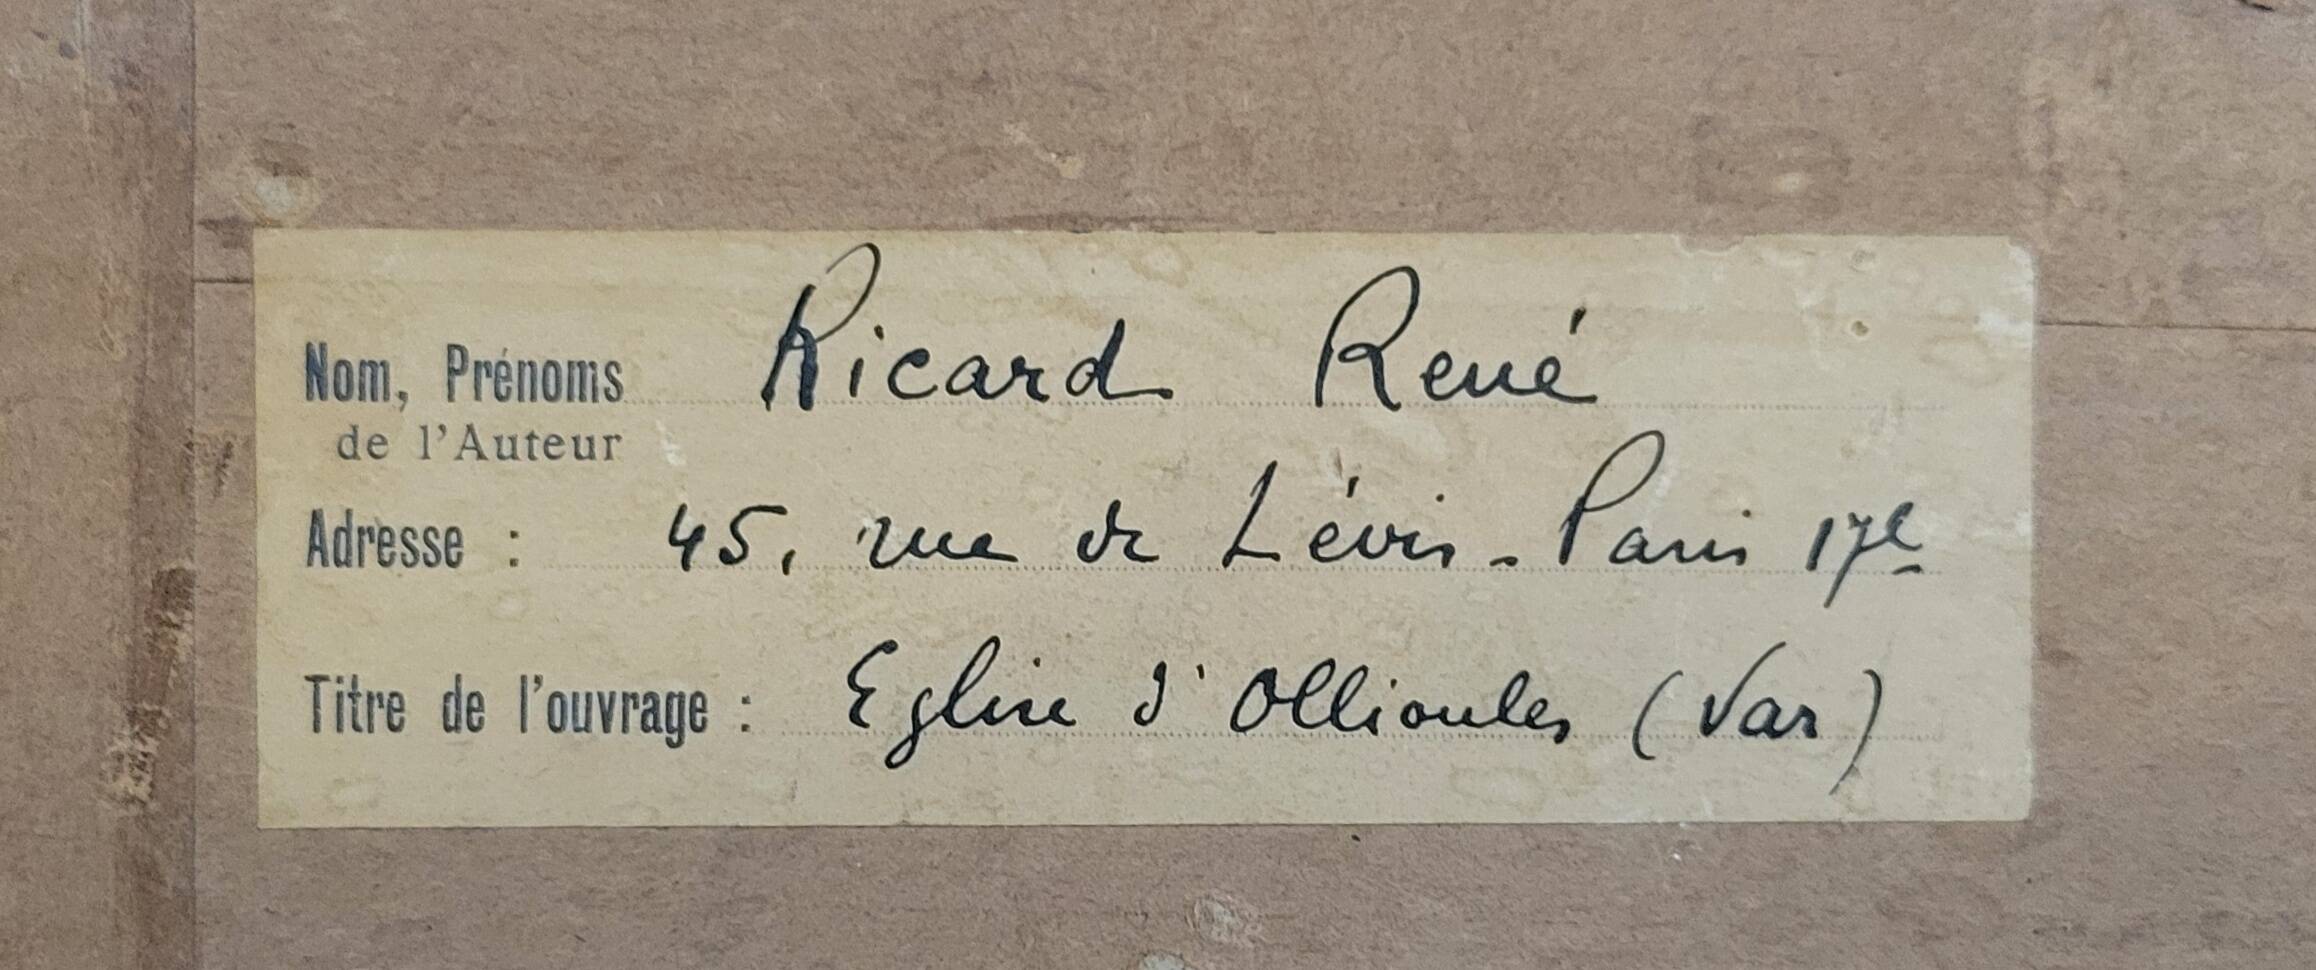 Nom, Prénoms Ricard René
de l'Auteur
Adresse : 45, rue de Lévis - Paris 17e
Titre de l'ouvrage : Eglise d'Ollioules (Var)